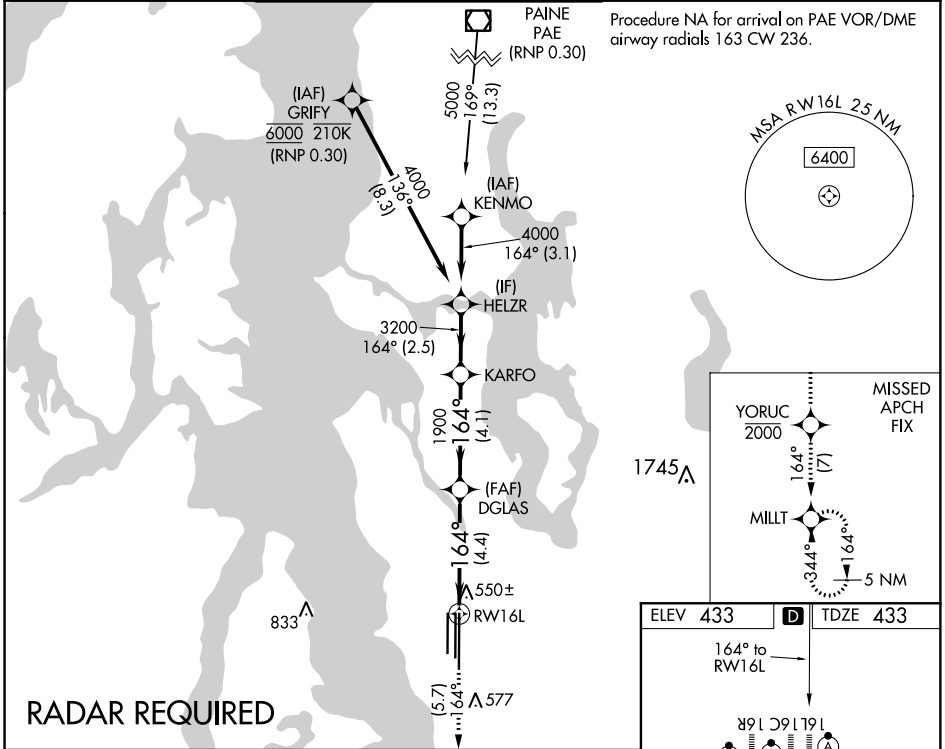 PAINE
PAE
(RNP 0.30)
Procedure NA for arrival on PAE VOR/DME
airway radials 163 CW 236.
(IAF)
GRIFY
6000 210K
(RNP 0.30)
5000
169°
(13.3)
MSA RW16L 25 NM
6400
4000
136°
(8.3)
(IAF)
KENMO
4000
164° (3.1)
(IF)
HELZR
3200
164° (2.5)
KARFO
1900
164°
(4.1)
(FAF)
DGLAS
164°
(4.4)
1745
550±
RW16L
833
(5.7)
164°
577
RADAR REQUIRED
MISSED
APCH
FIX
YORUC
2000
164°
(7)
MILLT
344°
164°
5 NM
ELEV 433
D
TDZE 433
164° to
RW16L
16L
16C
16R
A